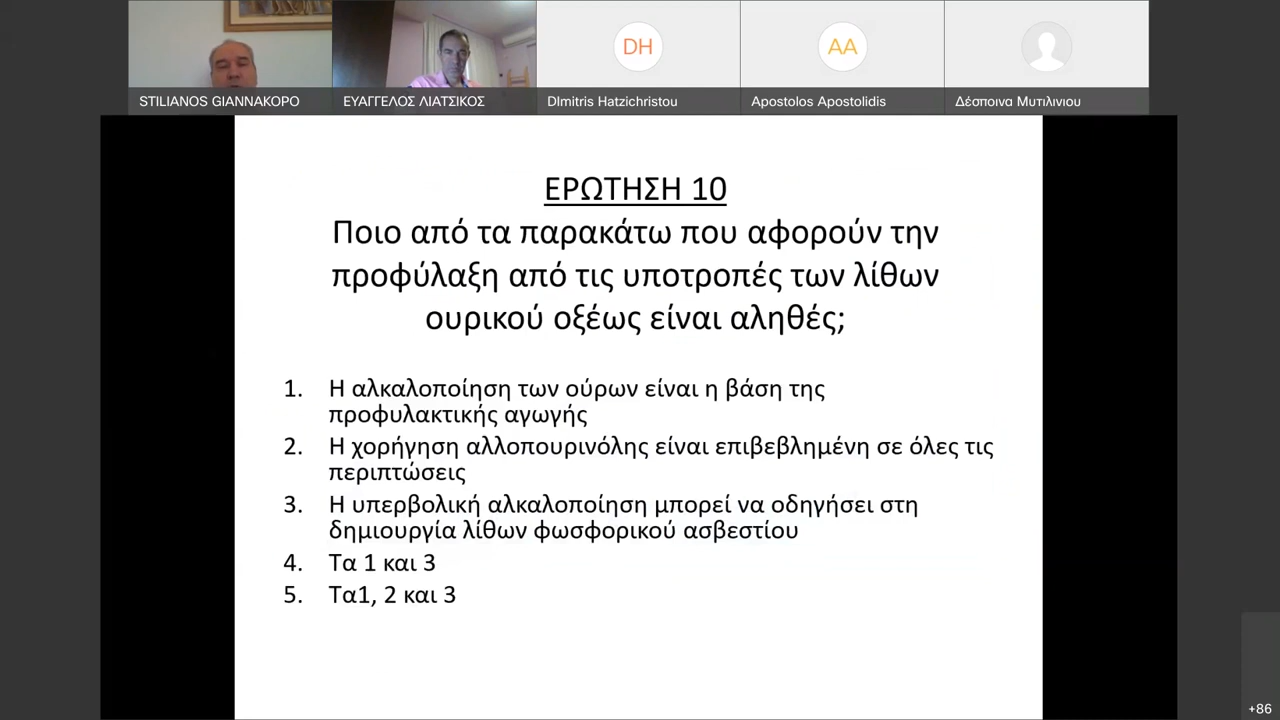 DH
AA
STILIANOS GIANNAKOPO
ΕΥΑΓΓΕΛΟΣ ΛΙΑΤΣΙΚΟΣ
DImitris Hatzichristou
Apostolos Apostolidis
Δέσποινα Μυτιλινιου
ΕΡΩΤΗΣΗ 10
Ποιο από τα παρακάτω που αφορούν την
προφύλαξη από τις υποτροπές των λίθων
ουρικού οξέως είναι αληθές;
1. Η αλκαλοποίηση των ούρων είναι η βάση της
προφυλακτικής αγωγής
2. Η χορήγηση αλλοπουρινόλης είναι επιβεβλημένη σε όλες τις
περιπτώσεις
3. Η υπερβολική αλκαλοποίηση μπορεί να οδηγήσει στη
δημιουργία λίθων φωσφορικού ασβεστίου
4. Τα 1 και 3
5. Τα1, 2 και 3
+86